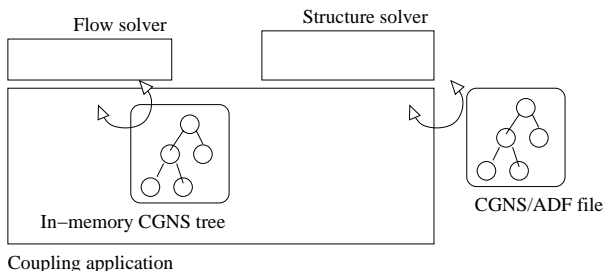 Flow solver
Structure solver
In−memory CGNS tree
CGNS/ADF file
Coupling application